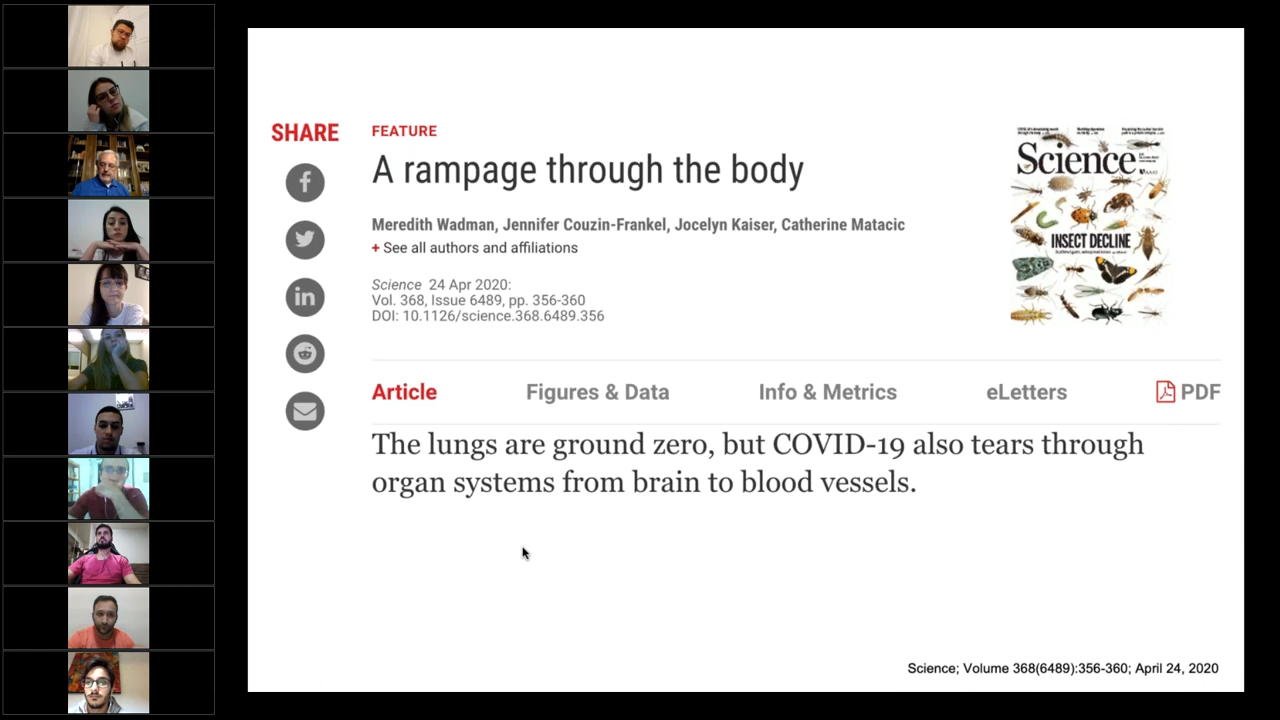 SHARE
FEATURE
A rampage through the body
Meredith Wadman, Jennifer Couzin-Frankel, Jocelyn Kaiser, Catherine Matacic
+ See all authors and affiliations
Science 24 Apr 2020:
Vol. 368, Issue 6489, pp. 356-360
DOI: 10.1126/science.368.6489.356
Science
INSECT DECLINE
Article Figures & Data Info & Metrics eLetters PDF
The lungs are ground zero, but COVID-19 also tears through
organ systems from brain to blood vessels.
Science; Volume 368(6489):356-360; April 24, 2020